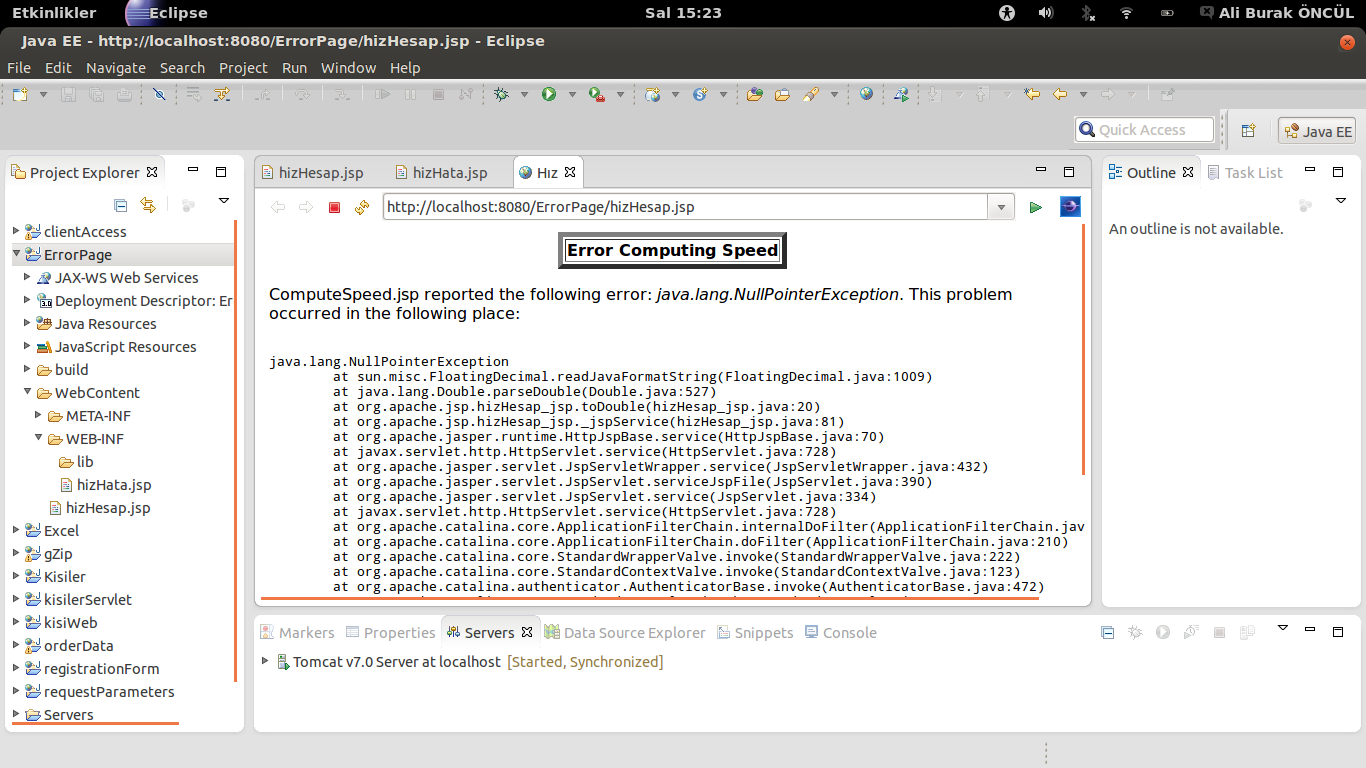 Etkinlikler Eclipse Sal 15:23 Ali Burak ÖNCÜL
Java EE - http://localhost:8080/ErrorPage/hizHesap.jsp - Eclipse
File Edit Navigate Search Project Run Window Help
Quick Access Java EE
Project Explorer
clientAccess
ErrorPage
JAX-WS Web Services
3.0 Deployment Descriptor: Er
Java Resources
JavaScript Resources
build
WebContent
META-INF
WEB-INF
lib
hizHata.jsp
hizHesap.jsp
Excel
gZip
Kisiler
kisilerServlet
kisiWeb
orderData
registrationForm
requestParameters
Servers
hizHesap.jsp hizHata.jsp Hız
http://localhost:8080/ErrorPage/hizHesap.jsp
Error Computing Speed
ComputeSpeed.jsp reported the following error: java.lang.NullPointerException. This problem
occurred in the following place:
java.lang.NullPointerException
at sun.misc.FloatingDecimal.readJavaFormatString(FloatingDecimal.java:1009)
at java.lang.Double.parseDouble(Double.java:527)
at org.apache.jsp.hizHesap_jsp.toDouble(hizHesap_jsp.java:20)
at org.apache.jsp.hizHesap_jsp._jspService(hizHesap_jsp.java:81)
at org.apache.jasper.runtime.HttpJspBase.service(HttpJspBase.java:70)
at javax.servlet.http.HttpServlet.service(HttpServlet.java:728)
at org.apache.jasper.servlet.JspServletWrapper.service(JspServletWrapper.java:432)
at org.apache.jasper.servlet.JspServlet.serviceJspFile(JspServlet.java:390)
at org.apache.jasper.servlet.JspServlet.service(JspServlet.java:334)
at javax.servlet.http.HttpServlet.service(HttpServlet.java:728)
at org.apache.catalina.core.ApplicationFilterChain.internalDoFilter(ApplicationFilterChain.jav
at org.apache.catalina.core.ApplicationFilterChain.doFilter(ApplicationFilterChain.java:210)
at org.apache.catalina.core.StandardWrapperValve.invoke(StandardWrapperValve.java:222)
at org.apache.catalina.core.StandardContextValve.invoke(StandardContextValve.java:123)
at org.apache.catalina.authenticator.AuthenticatorBase.invoke(AuthenticatorBase.java:472)
Outline Task List
An outline is not available.
Markers Properties Servers Data Source Explorer Snippets Console
Tomcat v7.0 Server at localhost [Started, Synchronized]